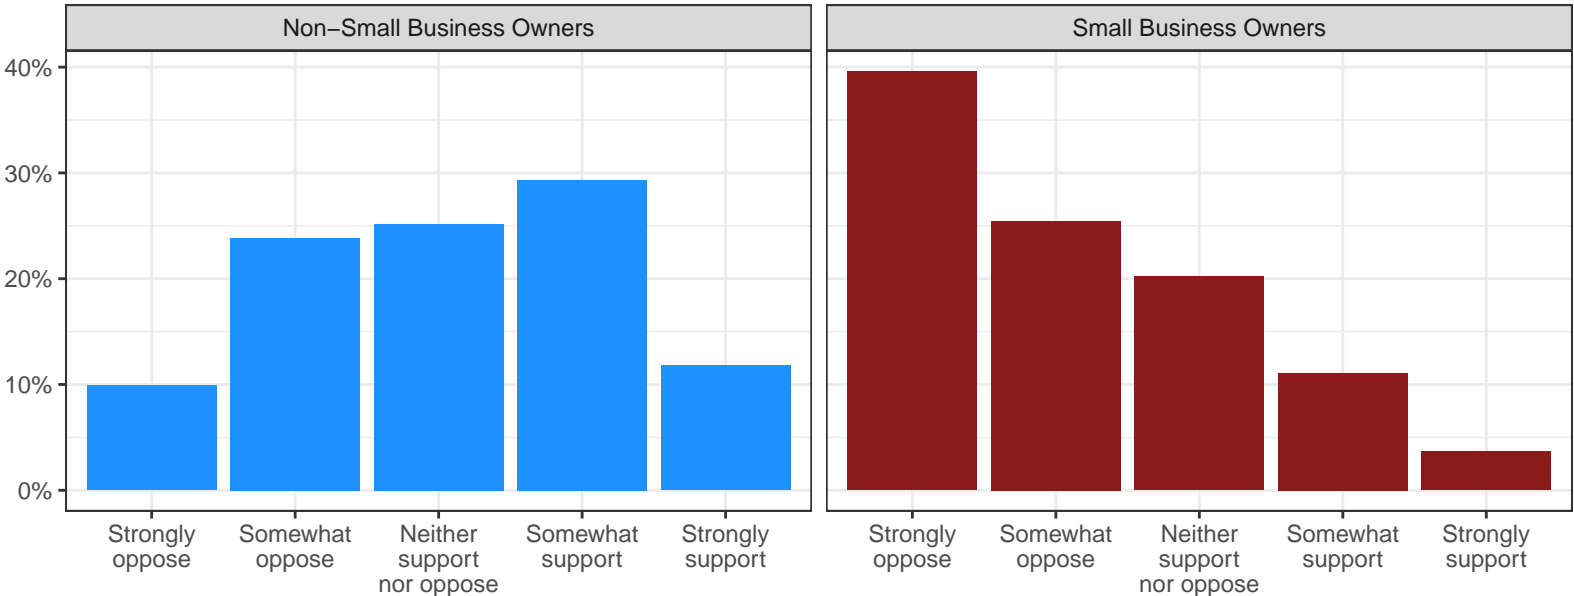 Non−Small Business Owners
Small Business Owners
40%
30%
20%
10%
0%
Strongly
oppose
Somewhat
oppose
Neither
support
nor oppose
Somewhat
support
Strongly
support
Strongly
oppose
Somewhat
oppose
Neither
support
nor oppose
Somewhat
support
Strongly
support